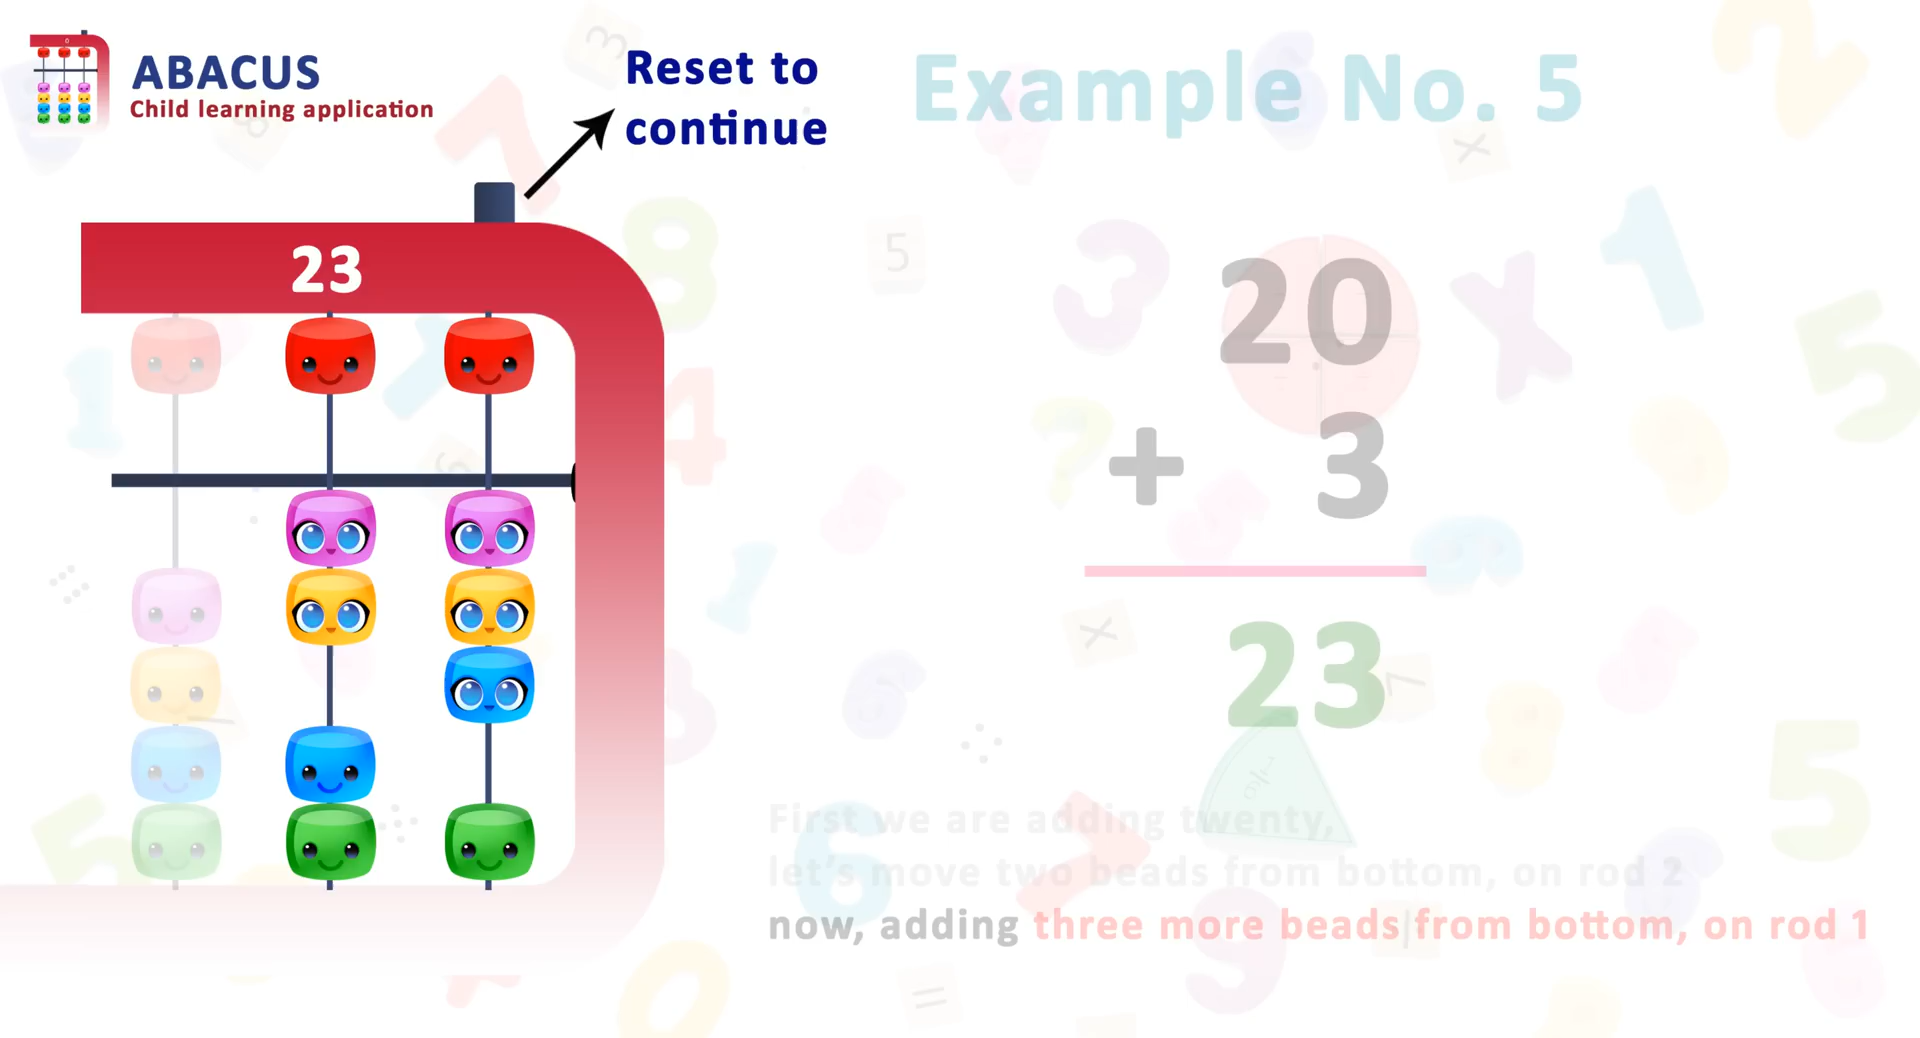 ABACUS
Child learning application
Reset to
continue
Example No. 5
23
20
+ 3
23
First we are adding twenty,
let's move two beads from bottom, on rod 2
now, adding three more beads from bottom, on rod 1